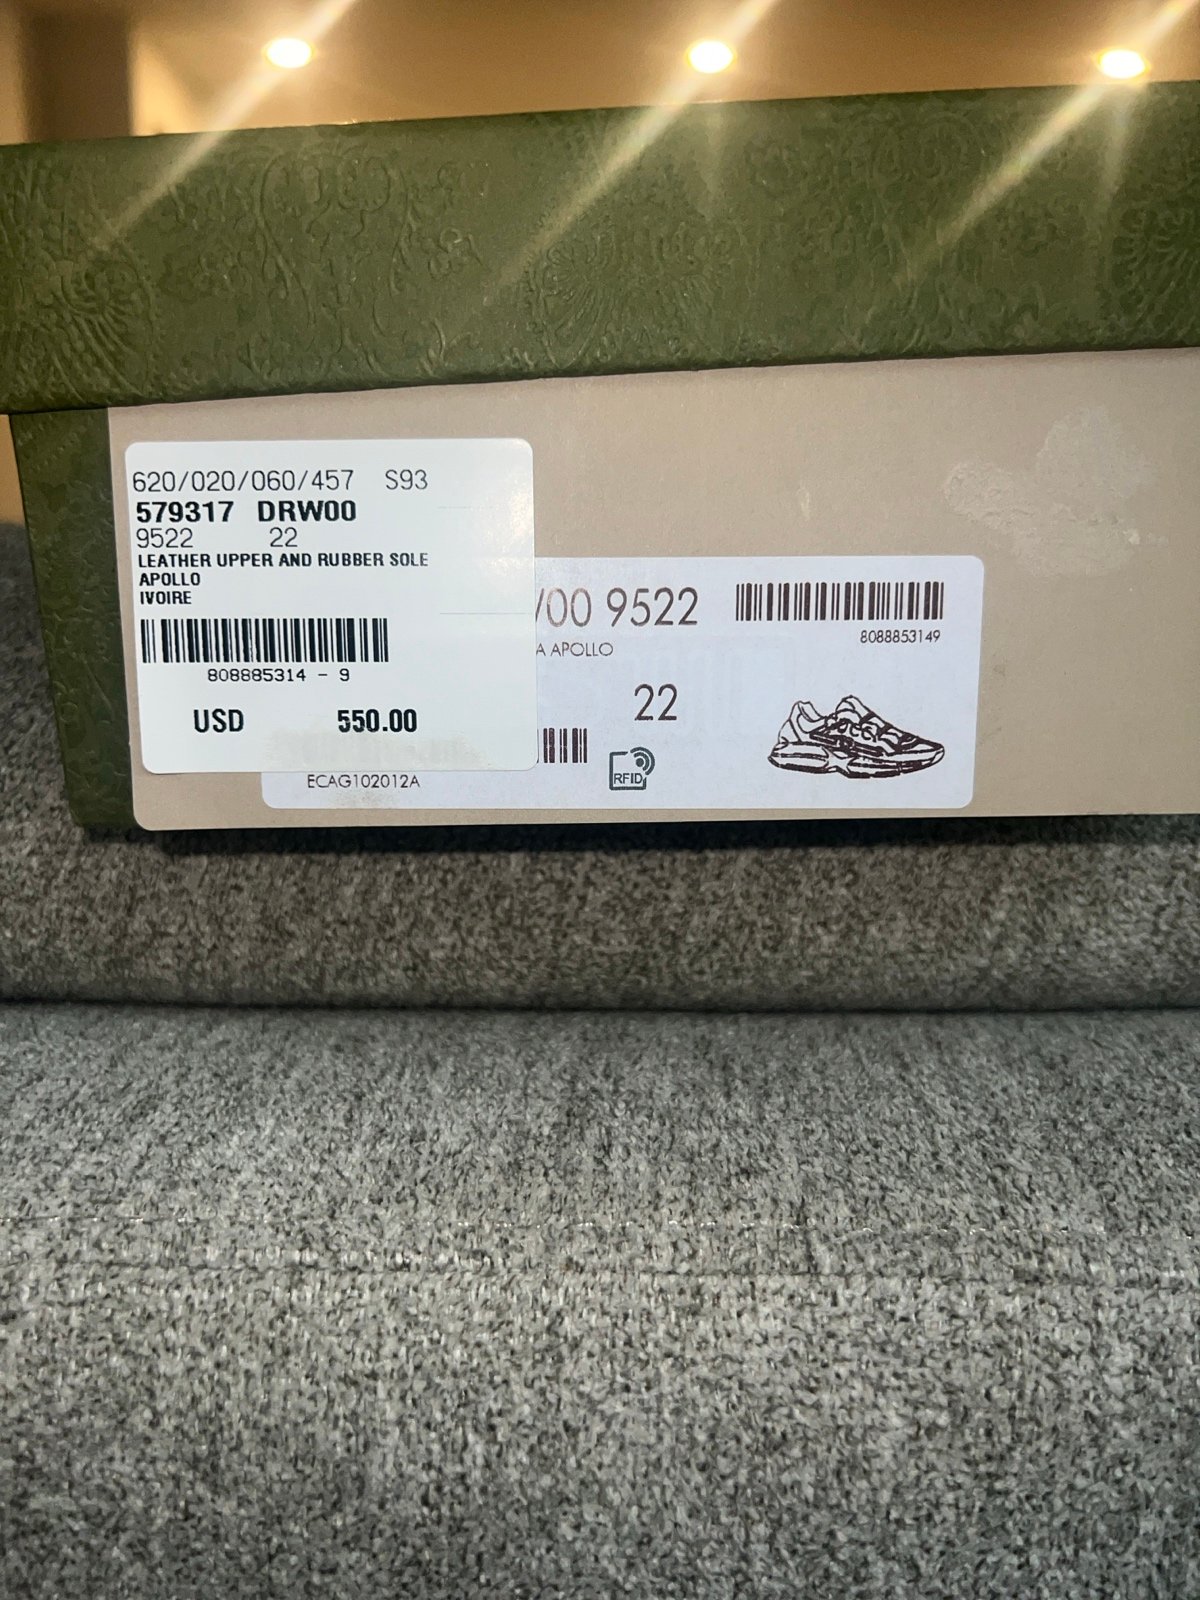 620/020/060/457 S93
579317 DRW00
9522 22
LEATHER UPPER AND RUBBER SOLE
APOLLO
IVOIRE
808885314 - 9
USD 550.00
/00 9522
8088853149
A APOLLO
22
ECAG102012A
RFID
GUCCI